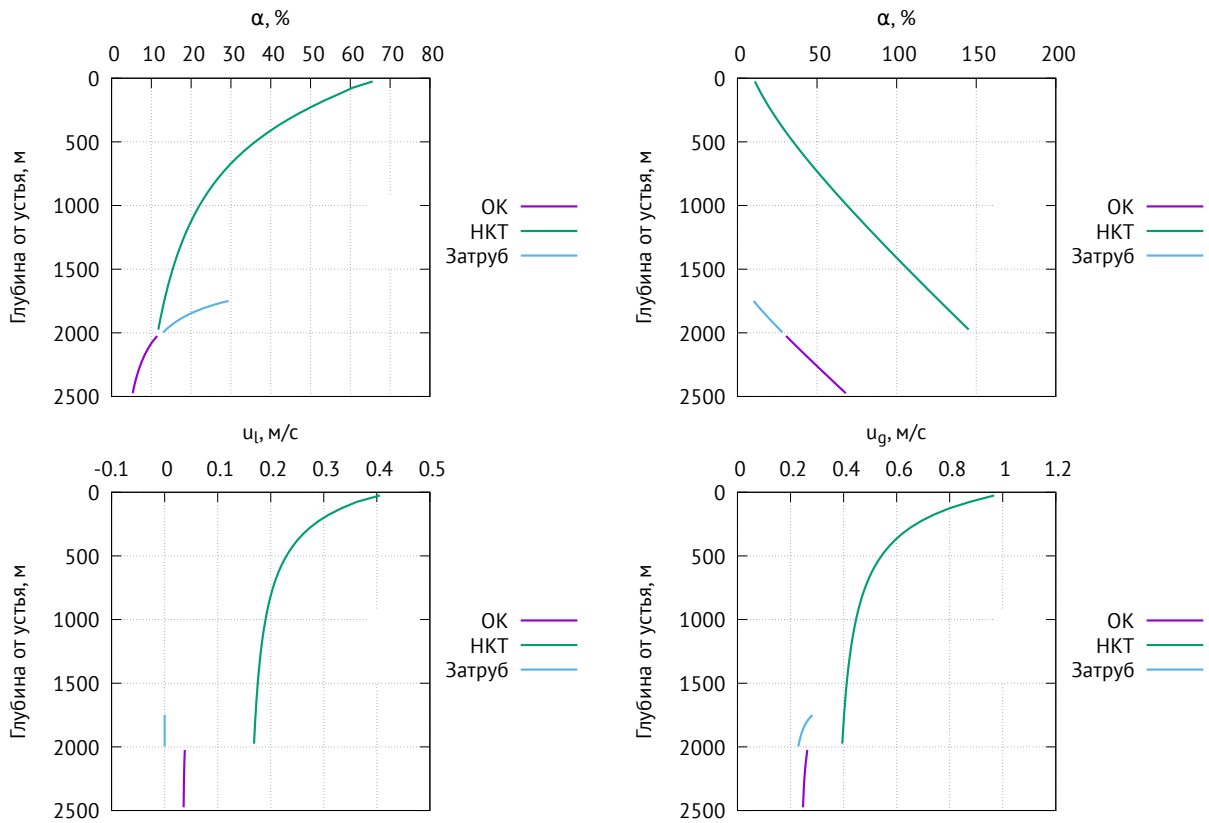 α, %
0 10 20 30 40 50 60 70 80
0
500
1000
1500
2000
2500
Глубина от устья, м
ОК
НКТ
Затруб
α, %
0 50 100 150 200
0
500
1000
1500
2000
2500
Глубина от устья, м
ОК
НКТ
Затруб
u_l, м/с
-0.1 0 0.1 0.2 0.3 0.4 0.5
0
500
1000
1500
2000
2500
Глубина от устья, м
ОК
НКТ
Затруб
u_g, м/с
0 0.2 0.4 0.6 0.8 1 1.2
0
500
1000
1500
2000
2500
Глубина от устья, м
ОК
НКТ
Затруб